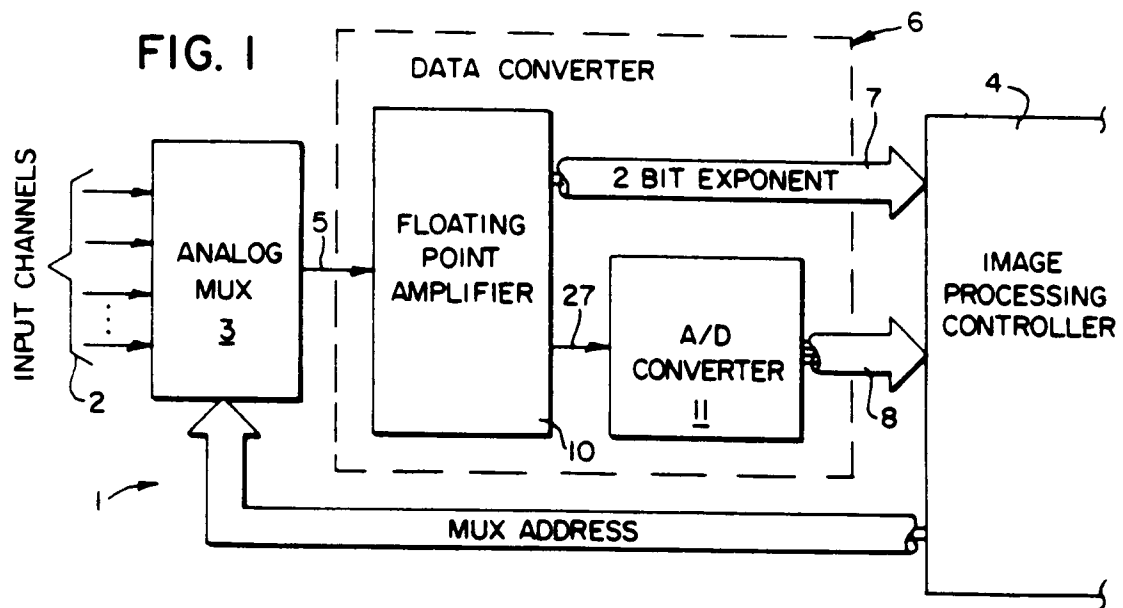 FIG. 1
6
DATA CONVERTER
7
4
INPUT CHANNELS
2
ANALOG
MUX
3
5
FLOATING
POINT
AMPLIFIER
10
2 BIT EXPONENT
27
A/D
CONVERTER
11
8
IMAGE
PROCESSING
CONTROLLER
1
MUX ADDRESS